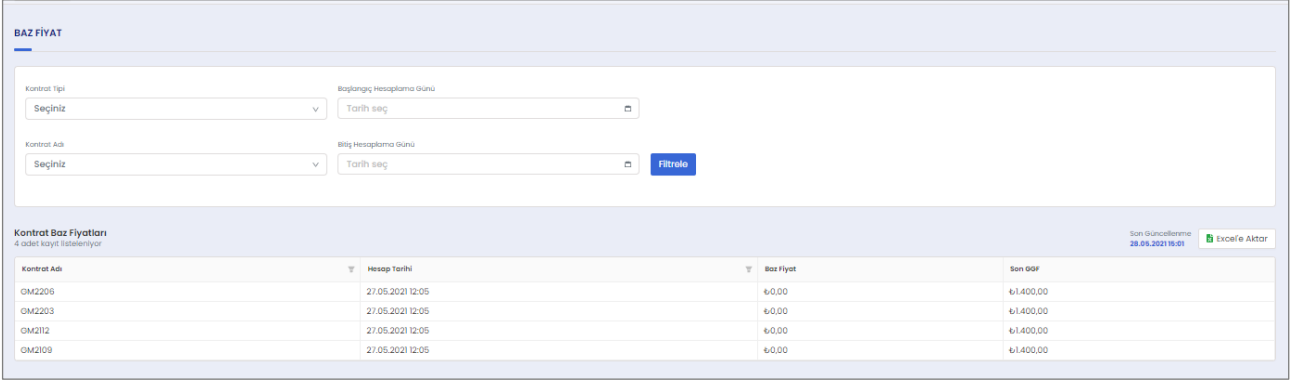 BAZ FİYAT
Kontrat Tipi
Başlangıç Hesaplama Günü
Seçiniz
Tarih seç
Kontrat Adı
Bitiş Hesaplama Günü
Seçiniz
Tarih seç
Filtrele
Kontrat Baz Fiyatları
4 adet kayıt listeleniyor
Son Güncellenme
28.05.2021 15:01
Excel'e Aktar
Kontrat Adı Hesap Tarihi Baz Fiyat Son GGF
GM2206 27.05.2021 12:05 ₺0,00 ₺1.400,00
GM2203 27.05.2021 12:05 ₺0,00 ₺1.400,00
GM2112 27.05.2021 12:05 ₺0,00 ₺1.400,00
GM2109 27.05.2021 12:05 ₺0,00 ₺1.400,00